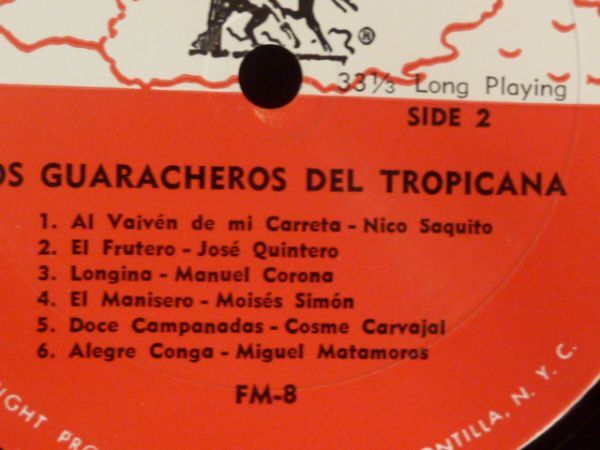 ®
33⅓ Long Playing
SIDE 2
OS GUARACHEROS DEL TROPICANA
1. Al Vaivén de mi Carreta - Nico Saquito
2. El Frutero - José Quintero
3. Longina - Manuel Corona
4. El Manisero - Moisés Simón
5. Doce Campanadas - Cosme Carvajal
6. Alegre Conga - Miguel Matamoros
FM-8
RIGHT PRO
ONTILLA, N. Y. C.